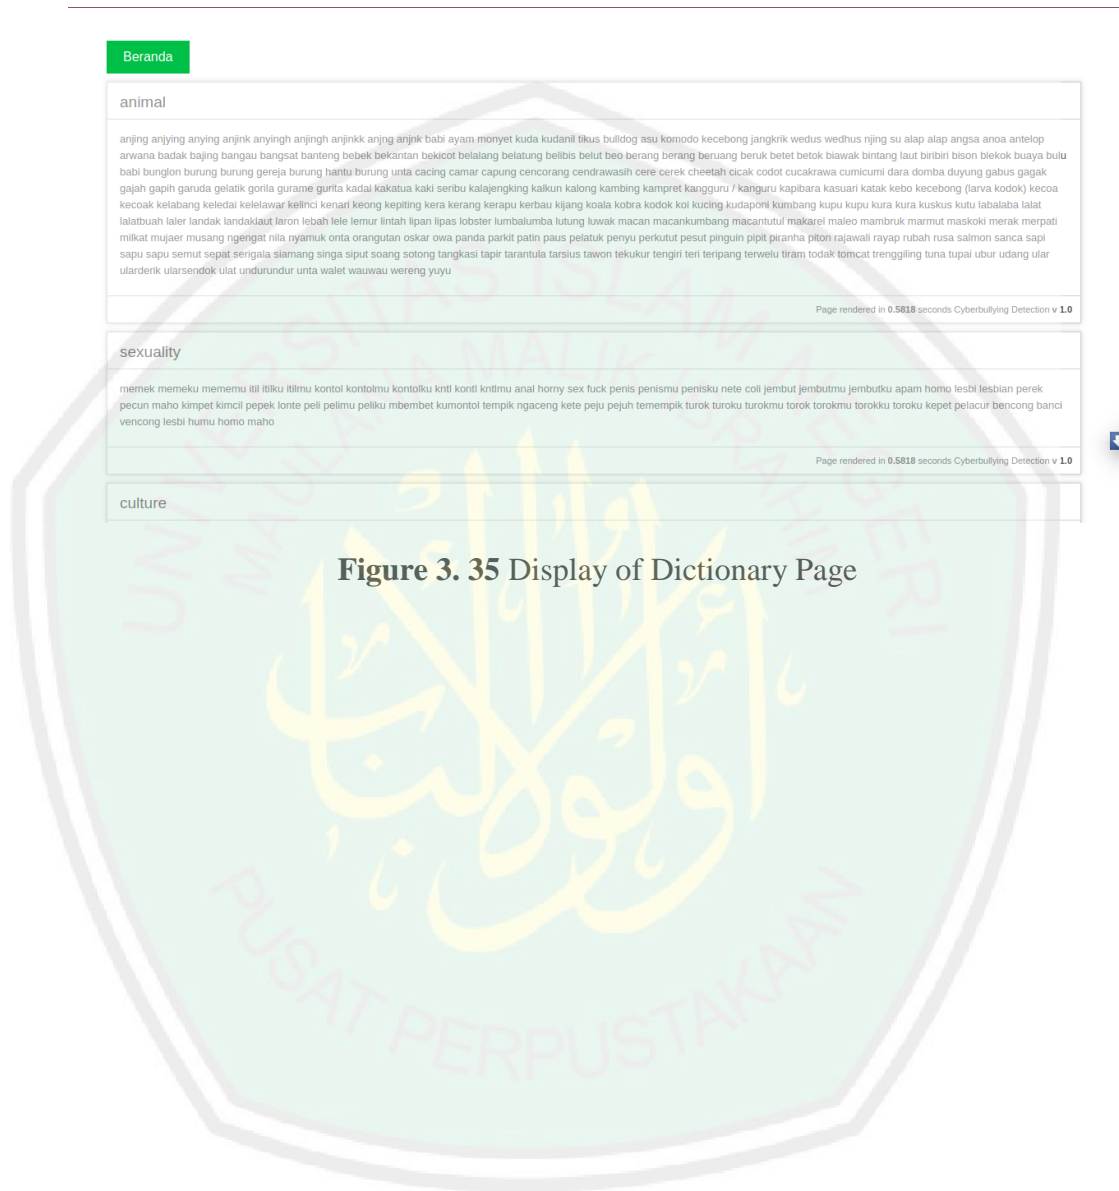 Beranda
animal
anjing anjying anying anjink anyingh anjingh anjinkk anjng anjnk babi ayam monyet kuda kudanil tikus bulldog asu komodo kecebong jangkrik wedus wedhus njing su alap alap angsa anoa antelop
arwana badak bajing bangau bangsat banteng bebek bekantan bekicot belalang belatung belibis belut beo berang berang beruang beruk betet betok biawak bintang laut biribiri bison blekok buaya bulu
babi bunglon burung burung gereja burung hantu burung unta cacing camar capung cencorang cendrawasih cere cerek cheetah cicak codot cucakrawa cumicumi dara domba duyung gabus gagak
gajah gapih garuda gelatik gorila gurame gurita kadal kakatua kaki seribu kalajengking kalkun kalong kambing kampret kangguru / kanguru kapibara kasuari katak kebo kecebong (larva kodok) kecoa
kecoak kelabang keledai kelelawar kelinci kenari keong kepiting kera kerang kerapu kerbau kijang koala kobra kodok koi kucing kudaponi kumbang kupu kupu kura kura kuskus kutu labalaba lalat
lalatbuah laler landak landaklaut laron lebah lele lemur lintah lipan lipas lobster lumbalumba lutung luwak macan macankumbang macantutul makarel maleo mambruk marmut maskoki merak merpati
milkat mujaer musang ngengat nila nyamuk onta orangutan oskar owa panda parkit patin paus pelatuk penyu perkutut pesut pinguin pipit piranha piton rajawali rayap rubah rusa salmon sanca sapi
sapu sapu semut sepat serigala siamang singa siput soang sotong tangkasi tapir tarantula tarsius tawon tekukur tengiri teri teripang terwelu tiram todak tomcat trenggiling tuna tupai ubur udang ular
ularderik ularsendok ulat undurundur unta walet wauwau wereng yuyu
Page rendered in 0.5818 seconds Cyberbullying Detection v 1.0
sexuality
memek memeku mememu itil itilku itilmu kontol kontolmu kontolku kntl kontl kntlmu anal horny sex fuck penis penismu penisku nete coli jembut jembutmu jembutku apam homo lesbi lesbian perek
pecun maho kimpet kimcil pepek lonte peli pelimu peliku mbembet kumontol tempik ngaceng kete peju pejuh temempik turok turoku turokmu torok torokmu torokku toroku kepet pelacur bencong banci
vencong lesbi humu homo maho
Page rendered in 0.5818 seconds Cyberbullying Detection v 1.0
culture
Figure 3. 35 Display of Dictionary Page
UNIVERSITAS ISLAM NEGERI
MAULANA MALIK IBRAHIM
أولو الألباب
PUSAT PERPUSTAKAAN